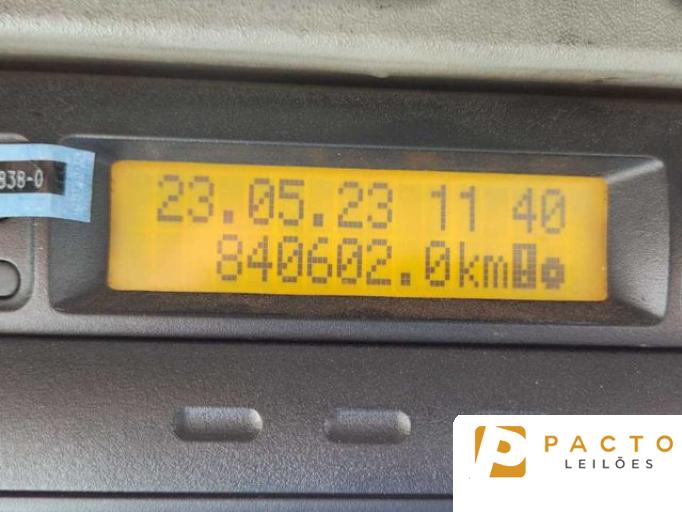 838-0
23.05.23 11 40
840602.0km
PACTO
LEILÕES